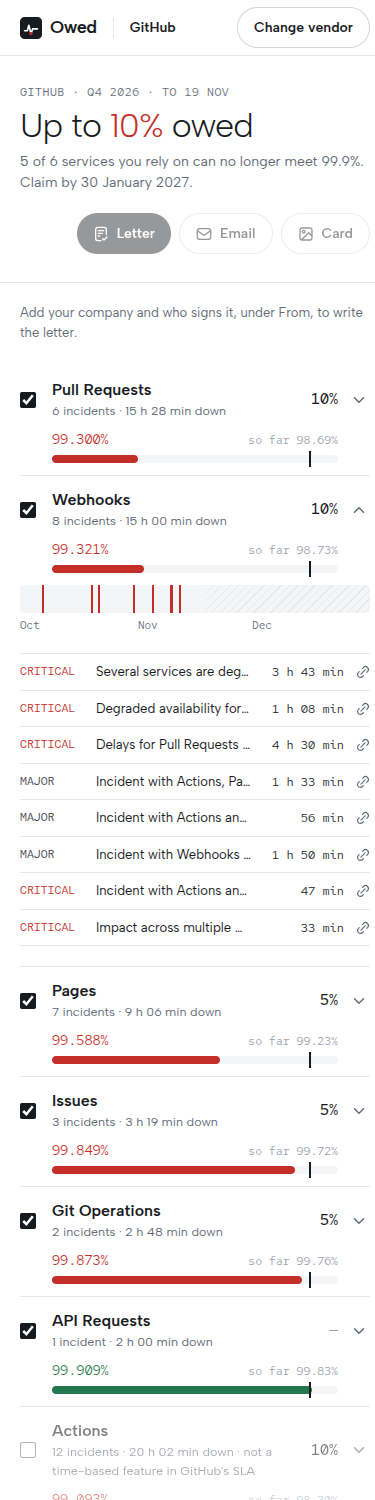 Owed GitHub Change vendor
GITHUB · Q4 2026 · TO 19 NOV
Up to 10% owed
5 of 6 services you rely on can no longer meet 99.9%.
Claim by 30 January 2027.
Letter Email Card
Add your company and who signs it, under From, to write
the letter.
Pull Requests 10%
6 incidents · 15 h 28 min down
99.300% so far 98.69%
Webhooks 10%
8 incidents · 15 h 00 min down
99.321% so far 98.73%
Oct Nov Dec
CRITICAL Several services are deg… 3 h 43 min
CRITICAL Degraded availability for… 1 h 08 min
CRITICAL Delays for Pull Requests … 4 h 30 min
MAJOR Incident with Actions, Pa… 1 h 33 min
MAJOR Incident with Actions an… 56 min
MAJOR Incident with Webhooks … 1 h 50 min
CRITICAL Incident with Actions an… 47 min
CRITICAL Impact across multiple … 33 min
Pages 5%
7 incidents · 9 h 06 min down
99.588% so far 99.23%
Issues 5%
3 incidents · 3 h 19 min down
99.849% so far 99.72%
Git Operations 5%
2 incidents · 2 h 48 min down
99.873% so far 99.76%
API Requests –
1 incident · 2 h 00 min down
99.909% so far 99.83%
Actions 10%
12 incidents · 20 h 02 min down · not a
time-based feature in GitHub's SLA
99.093% so far 98.30%